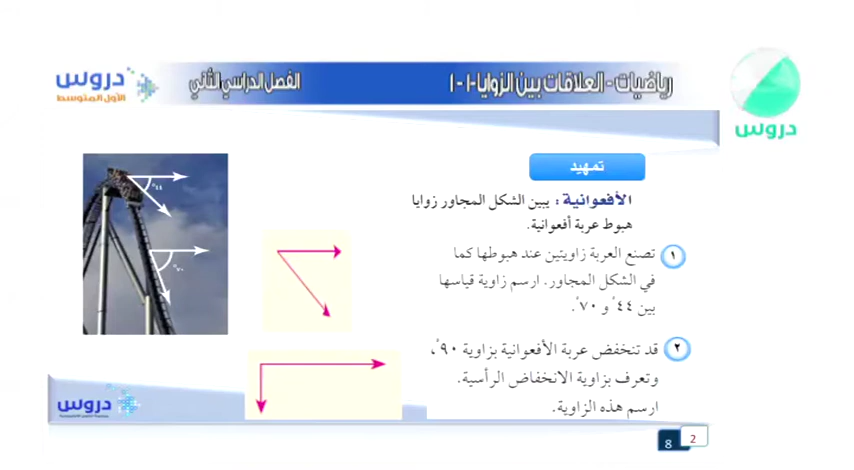 دروس
الأول المتوسط
الفصل الدراسي الثاني
رياضيات - العلاقات بين الزوايا ١-١
دروس
تمهيد
الأفعوانية : يبين الشكل المجاور زوايا
هبوط عربة أفعوانية.
١ تصنع العربة زاويتين عند هبوطها كما
في الشكل المجاور. ارسم زاوية قياسها
بين ٤٤° و ٧٠°.
٢ قد تنخفض عربة الأفعوانية بزاوية ٩٠°،
وتعرف بزاوية الانخفاض الرأسية.
ارسم هذه الزاوية.
٤٤°
٧٠°
دروس
8
2